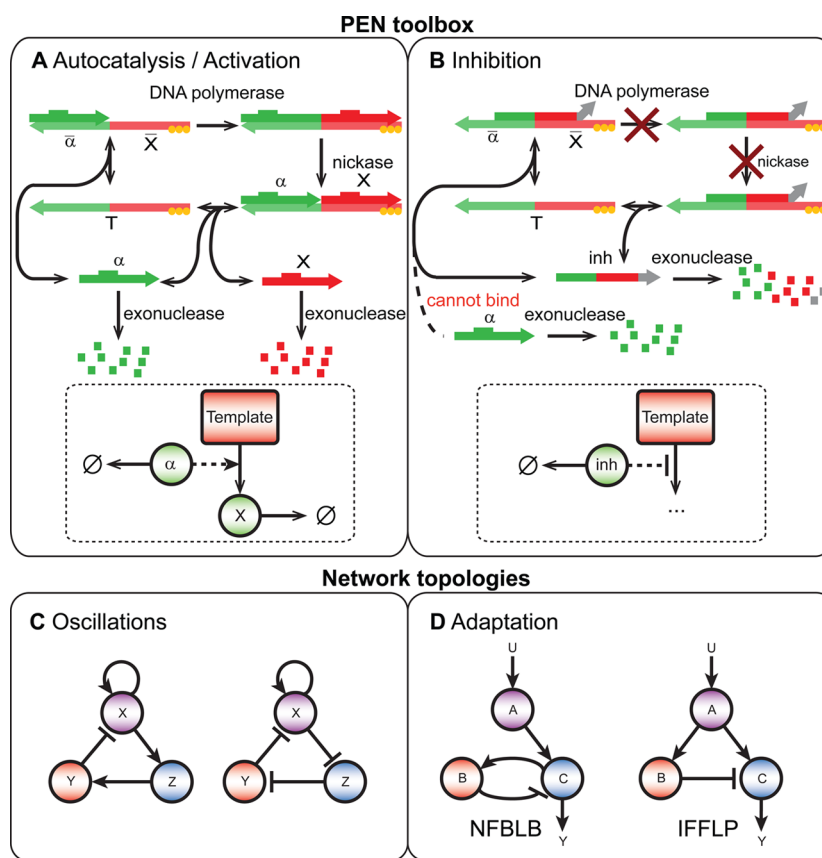 PEN toolbox
A Autocatalysis / Activation
DNA polymerase
ᾱ
X̄
nickase
α
X
T
α
X
exonuclease
exonuclease
Template
∅
α
X
∅
B Inhibition
DNA polymerase
ᾱ
X̄
nickase
T
inh
exonuclease
cannot bind
α
exonuclease
Template
∅
inh
...
Network topologies
C Oscillations
X
Y
Z
X
Y
Z
D Adaptation
U
A
B
C
NFBLB
Y
U
A
B
C
IFFLP
Y